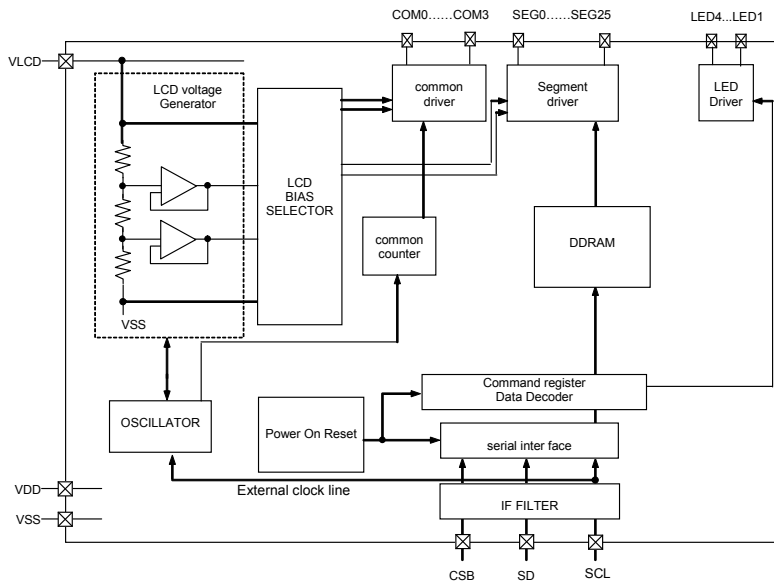 COM0……COM3
SEG0……SEG25
LED4...LED1
VLCD
LCD voltage
Generator
common
driver
Segment
driver
LED
Driver
LCD
BIAS
SELECTOR
common
counter
DDRAM
VSS
OSCILLATOR
Power On Reset
Command register
Data Decoder
serial inter face
VDD
External clock line
IF FILTER
VSS
CSB
SD
SCL